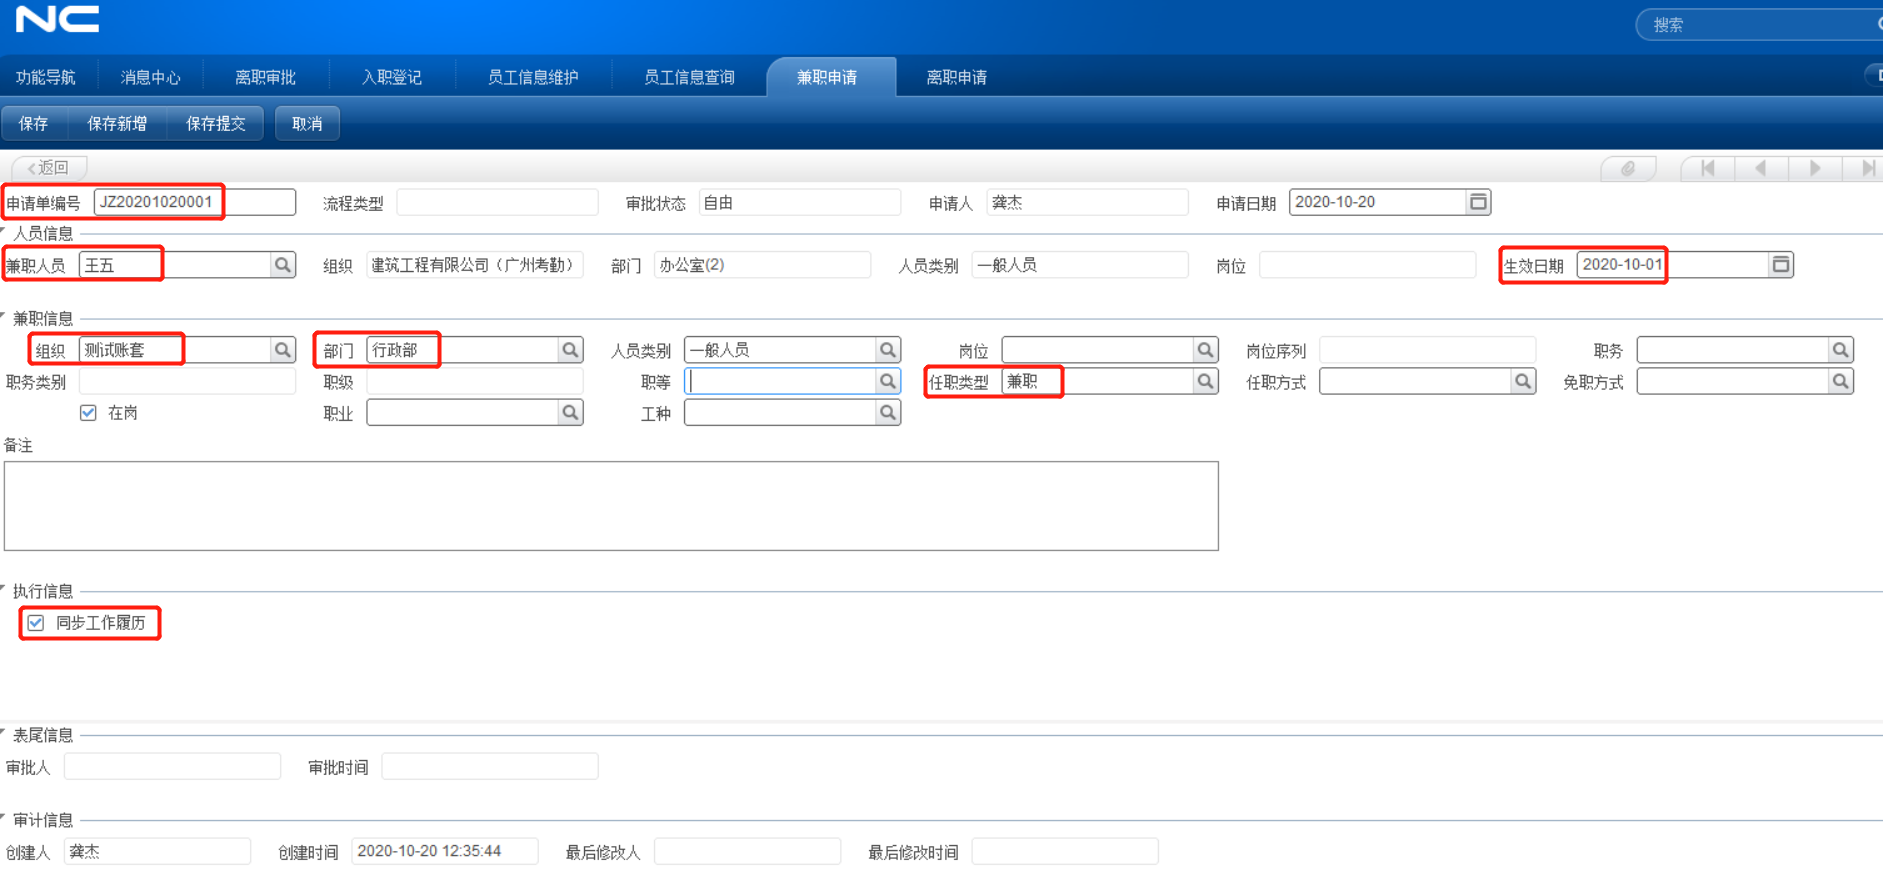 NC
搜索
功能导航 消息中心 离职审批 入职登记 员工信息维护 员工信息查询 兼职申请 离职申请
保存 保存新增 保存提交 取消
返回
申请单编号 JZ20201020001 流程类型 审批状态 自由 申请人 龚杰 申请日期 2020-10-20
人员信息
兼职人员 王五 组织 建筑工程有限公司（广州考勤） 部门 办公室(2) 人员类别 一般人员 岗位 生效日期 2020-10-01
兼职信息
组织 测试账套 部门 行政部 人员类别 一般人员 岗位 岗位序列 职务
职务类别 职级 职等 任职类型 兼职 任职方式 免职方式
在岗 职业 工种
备注
执行信息
同步工作履历
表尾信息
审批人 审批时间
审计信息
创建人 龚杰 创建时间 2020-10-20 12:35:44 最后修改人 最后修改时间